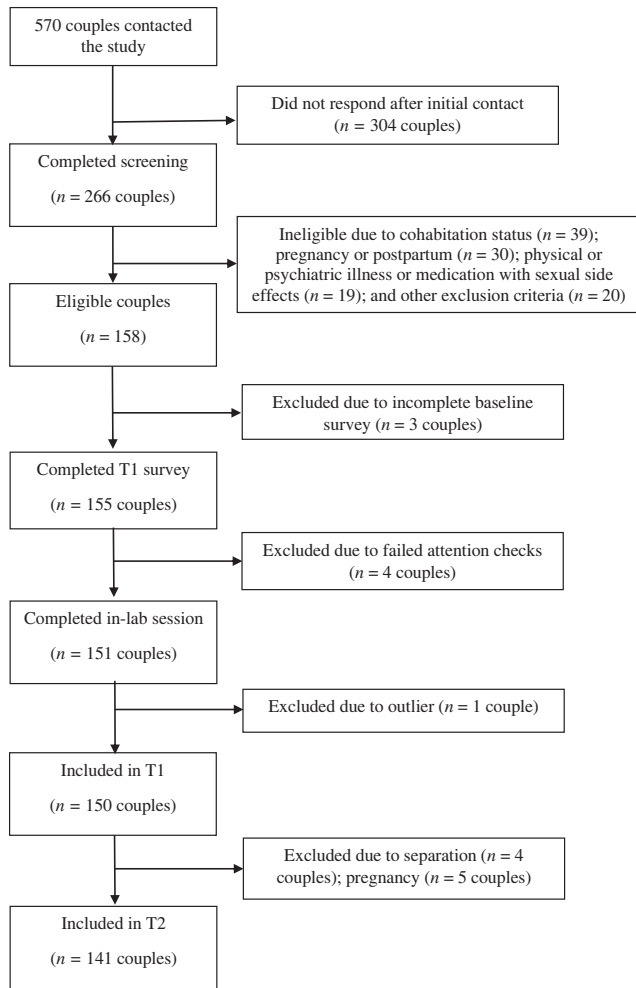 570 couples contacted
the study
Did not respond after initial contact
(n = 304 couples)
Completed screening
(n = 266 couples)
Ineligible due to cohabitation status (n = 39);
pregnancy or postpartum (n = 30); physical
or psychiatric illness or medication with sexual side
effects (n = 19); and other exclusion criteria (n = 20)
Eligible couples
(n = 158)
Excluded due to incomplete baseline
survey (n = 3 couples)
Completed T1 survey
(n = 155 couples)
Excluded due to failed attention checks
(n = 4 couples)
Completed in-lab session
(n = 151 couples)
Excluded due to outlier (n = 1 couple)
Included in T1
(n = 150 couples)
Excluded due to separation (n = 4
couples); pregnancy (n = 5 couples)
Included in T2
(n = 141 couples)